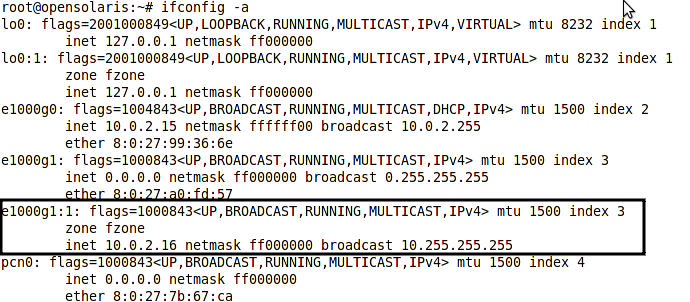 root@opensolaris:~# ifconfig -a
lo0: flags=2001000849<UP,LOOPBACK,RUNNING,MULTICAST,IPv4,VIRTUAL> mtu 8232 index 1
inet 127.0.0.1 netmask ff000000
lo0:1: flags=2001000849<UP,LOOPBACK,RUNNING,MULTICAST,IPv4,VIRTUAL> mtu 8232 index 1
zone fzone
inet 127.0.0.1 netmask ff000000
e1000g0: flags=1004843<UP,BROADCAST,RUNNING,MULTICAST,DHCP,IPv4> mtu 1500 index 2
inet 10.0.2.15 netmask ffffff00 broadcast 10.0.2.255
ether 8:0:27:99:36:6e
e1000g1: flags=1000843<UP,BROADCAST,RUNNING,MULTICAST,IPv4> mtu 1500 index 3
inet 0.0.0.0 netmask ff000000 broadcast 0.255.255.255
ether 8:0:27:a0:fd:57
e1000g1:1: flags=1000843<UP,BROADCAST,RUNNING,MULTICAST,IPv4> mtu 1500 index 3
zone fzone
inet 10.0.2.16 netmask ff000000 broadcast 10.255.255.255
pcn0: flags=1000843<UP,BROADCAST,RUNNING,MULTICAST,IPv4> mtu 1500 index 4
inet 0.0.0.0 netmask ff000000
ether 8:0:27:7b:67:ca